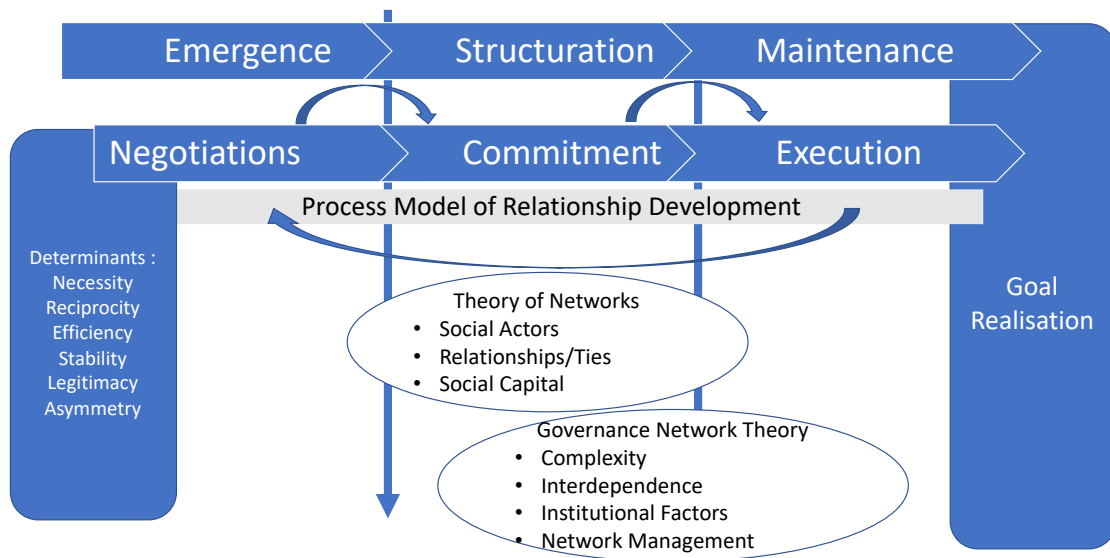 Emergence
Structuration
Maintenance
Negotiations
Commitment
Execution
Process Model of Relationship Development
Determinants :
Necessity
Reciprocity
Efficiency
Stability
Legitimacy
Asymmetry
Theory of Networks
• Social Actors
• Relationships/Ties
• Social Capital
Governance Network Theory
• Complexity
• Interdependence
• Institutional Factors
• Network Management
Goal
Realisation